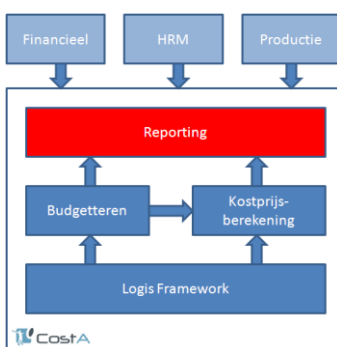 Financieel
HRM
Productie
Reporting
Budgetteren
Kostprijs-
berekening
Logis Framework
CostA